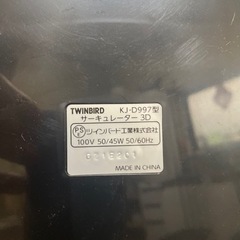 TWINBIRD KJ-D997型
サーキュレーター 3D
PS E ツインバード工業株式会社
100V 50/45W 50/60Hz
MADE IN CHINA